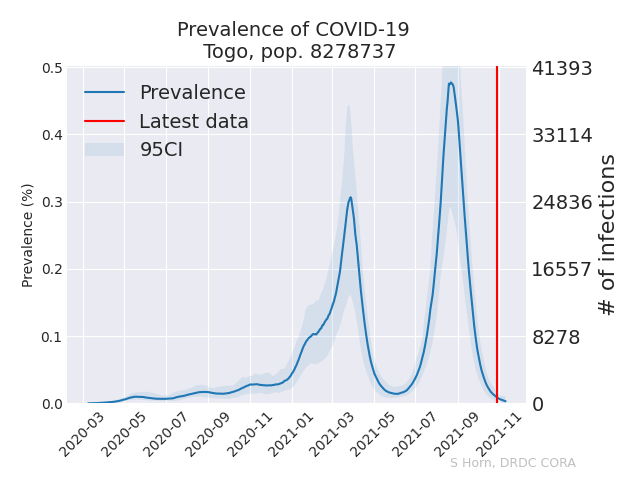 Prevalence of COVID-19
Togo, pop. 8278737
Prevalence
Latest data
95CI
Prevalence (%)
0.5
0.4
0.3
0.2
0.1
0.0
41393
33114
24836
16557
8278
0
# of infections
2020-03
2020-05
2020-07
2020-09
2020-11
2021-01
2021-03
2021-05
2021-07
2021-09
2021-11
S Horn, DRDC CORA